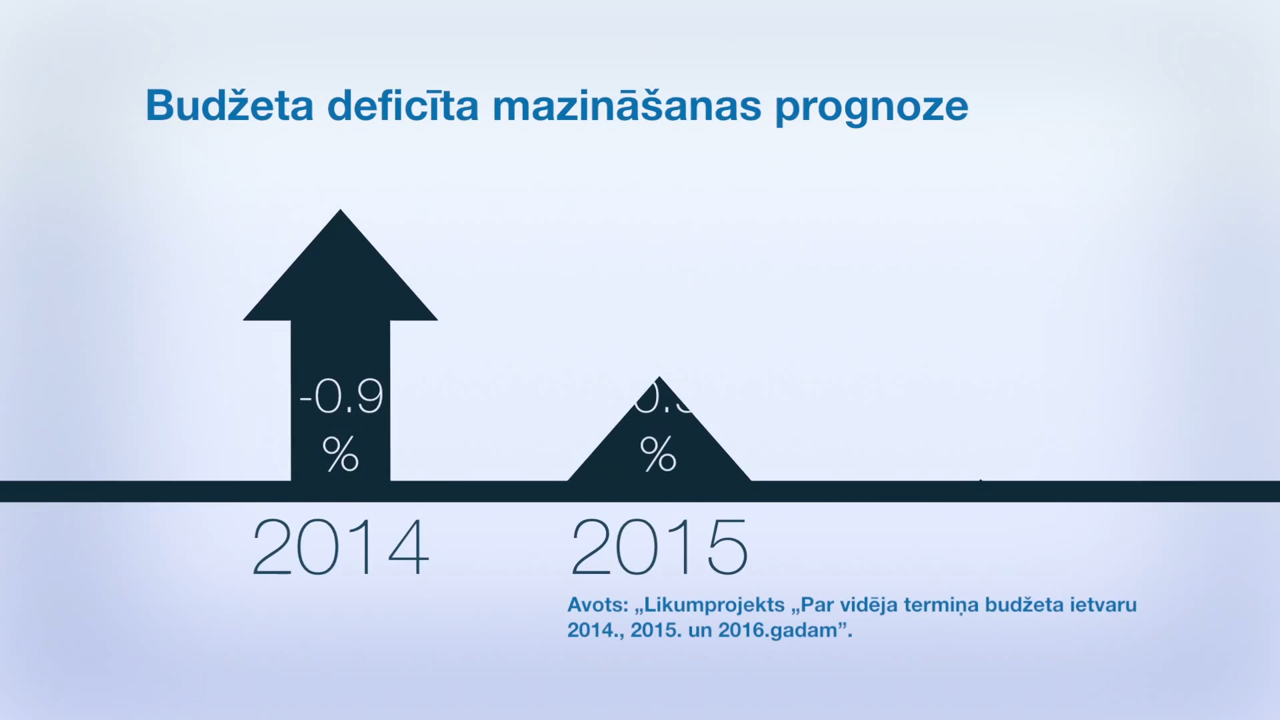 Budžeta deficīta mazināšanas prognoze
-0.9
%
%
2014
2015
Avots: „Likumprojekts „Par vidēja termiņa budžeta ietvaru
2014., 2015. un 2016.gadam”.